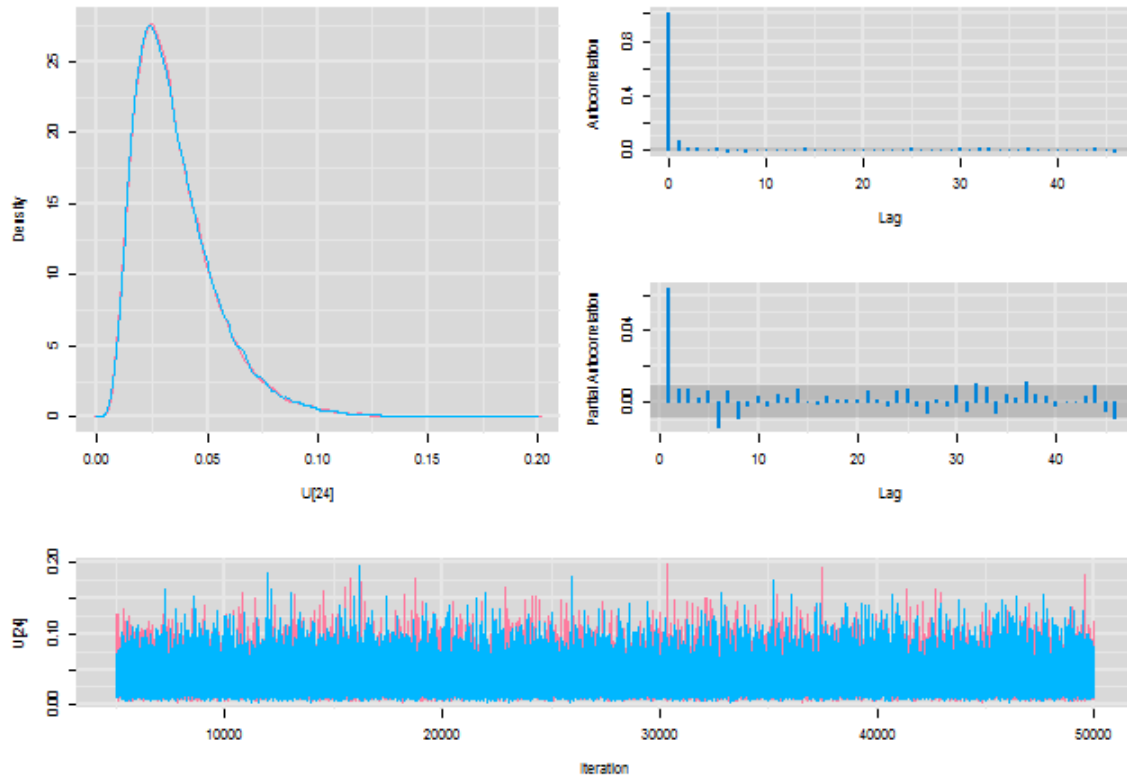 25
20
15
10
5
0
Density
0.00 0.05 0.10 0.15 0.20
U[24]
0.8
0.4
0.0
Autocorrelation
0 10 20 30 40
Lag
0.04
0.00
Partial Autocorrelation
0 10 20 30 40
Lag
0.20
0.10
0.00
U[24]
10000 20000 30000 40000 50000
Iteration